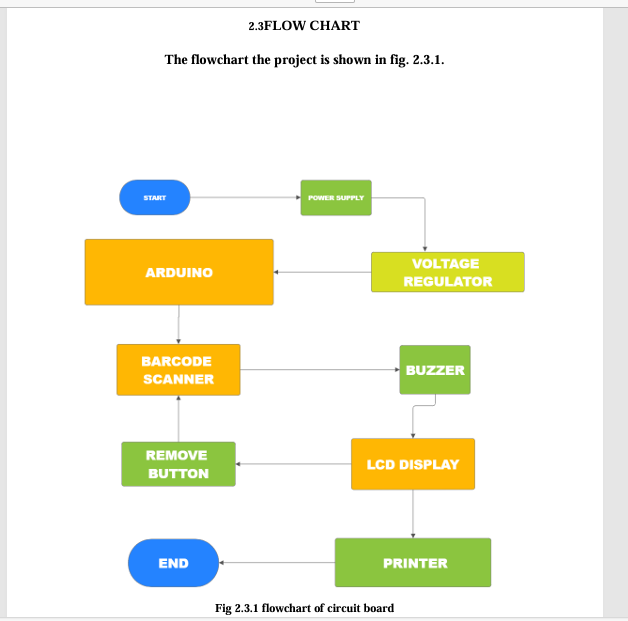 2.3FLOW CHART
The flowchart the project is shown in fig. 2.3.1.
START
POWER SUPPLY
VOLTAGE
REGULATOR
ARDUINO
BARCODE
SCANNER
BUZZER
REMOVE
BUTTON
LCD DISPLAY
END
PRINTER
Fig 2.3.1 flowchart of circuit board